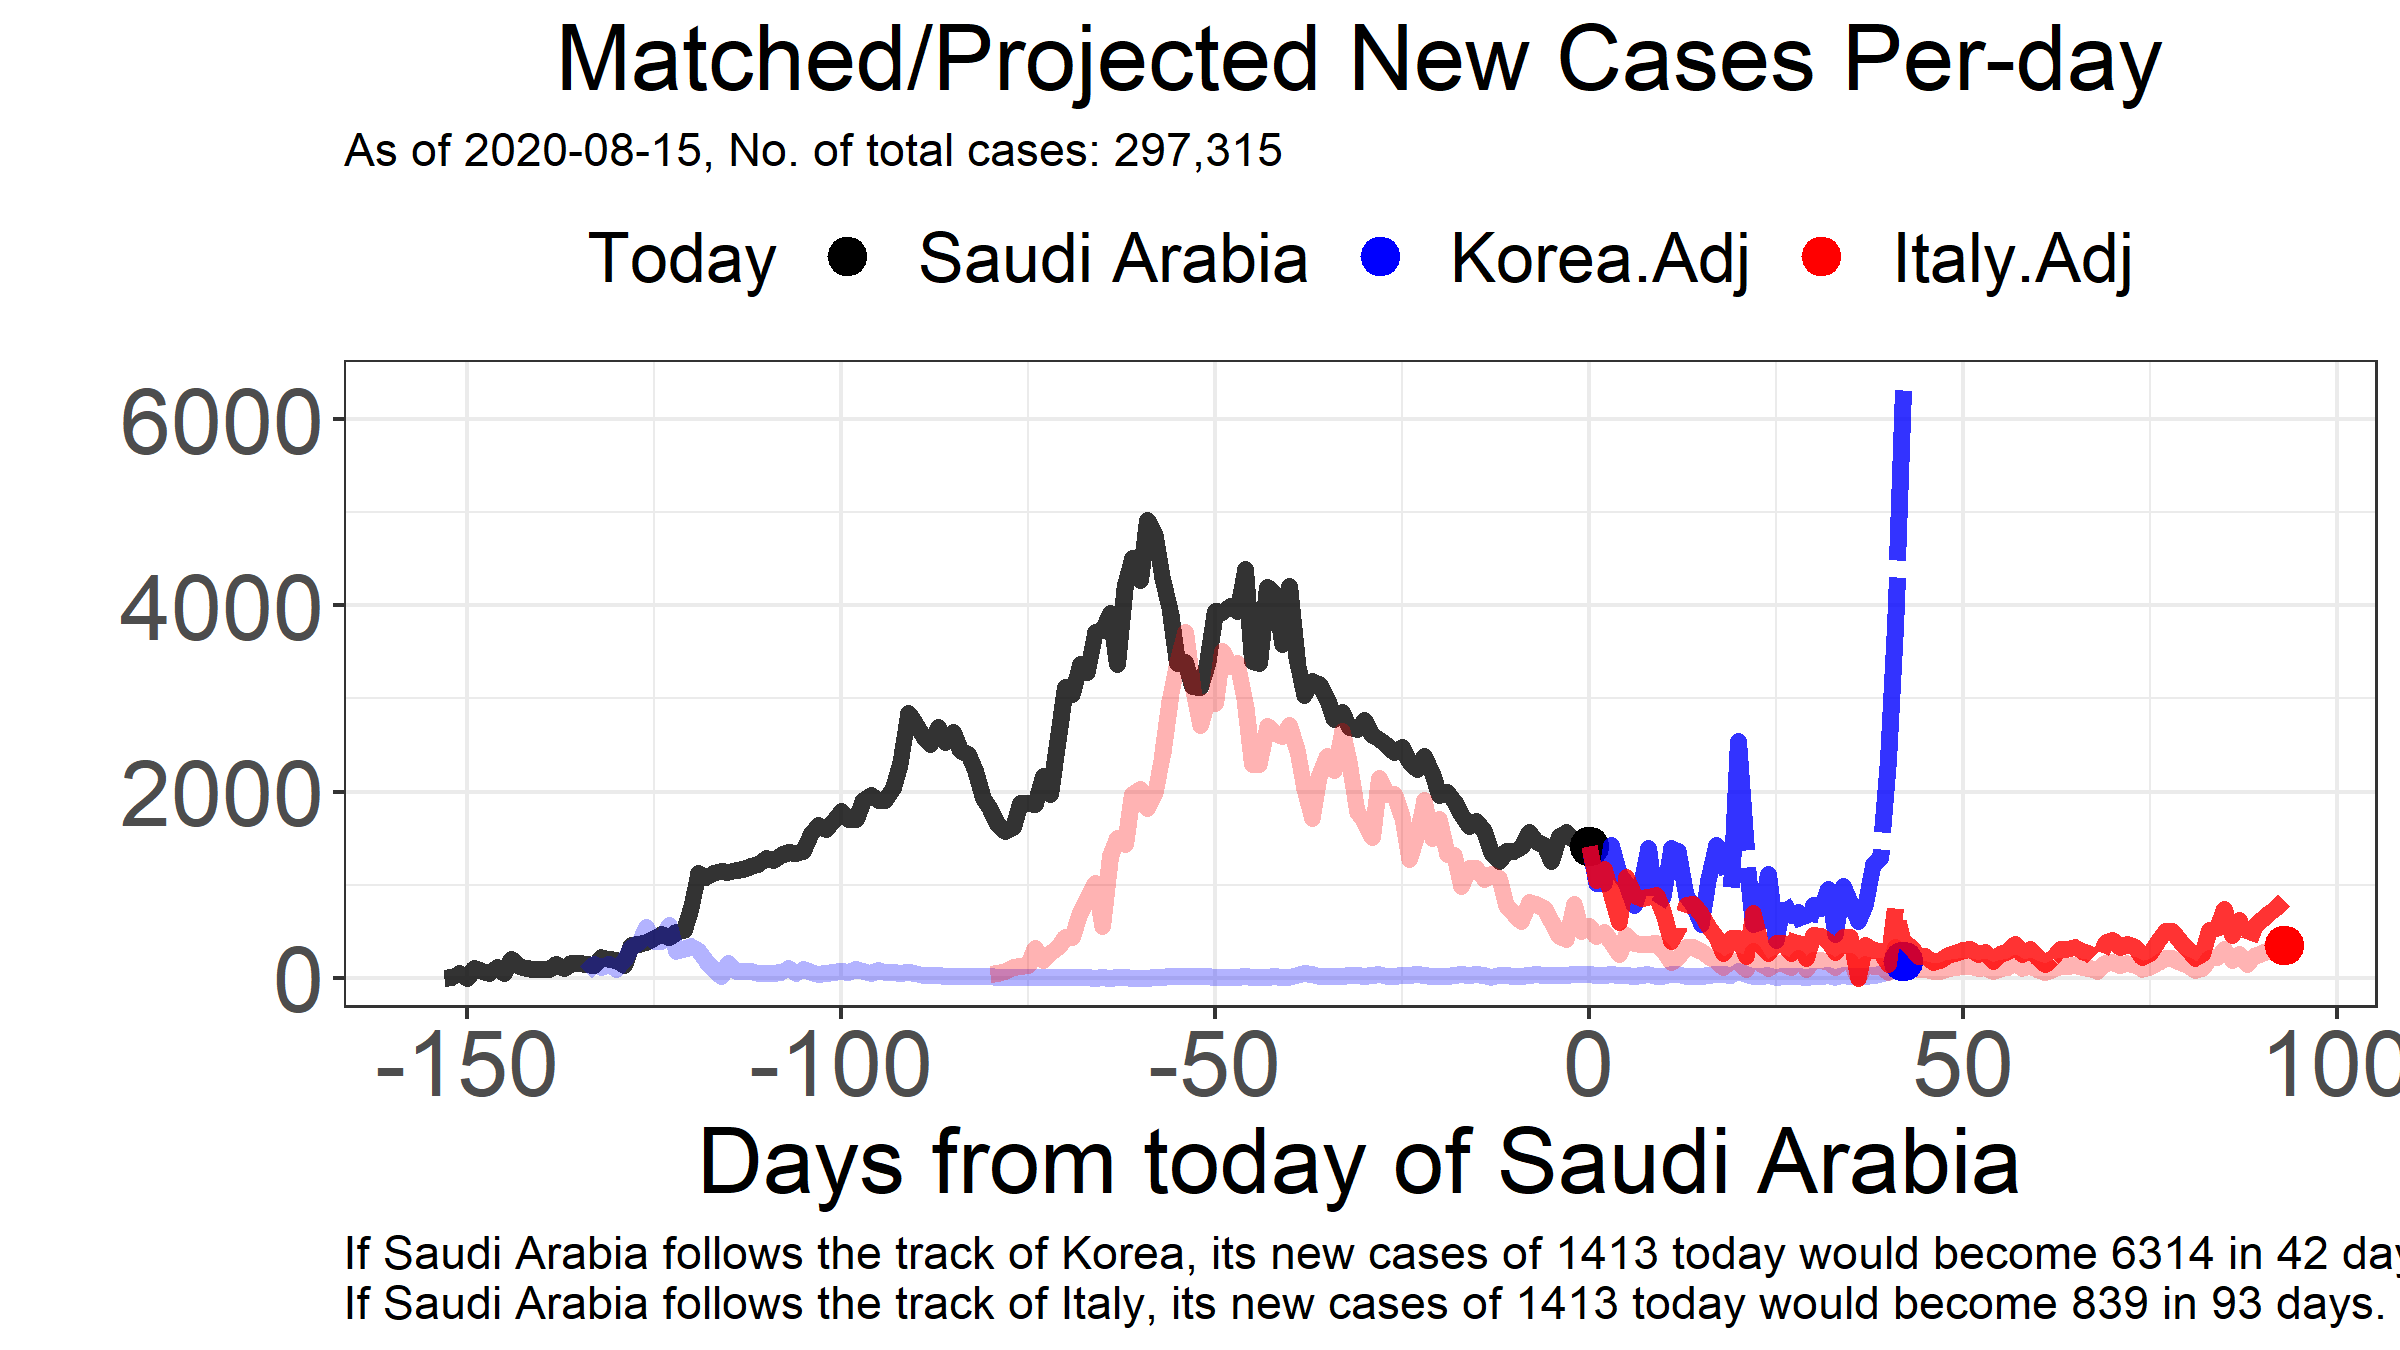 Matched/Projected New Cases Per-day
As of 2020-08-15, No. of total cases: 297,315
Today Saudi Arabia Korea.Adj Italy.Adj
6000
4000
2000
0
-150 -100 -50 0 50 100
Days from today of Saudi Arabia
If Saudi Arabia follows the track of Korea, its new cases of 1413 today would become 6314 in 42 day
If Saudi Arabia follows the track of Italy, its new cases of 1413 today would become 839 in 93 days.